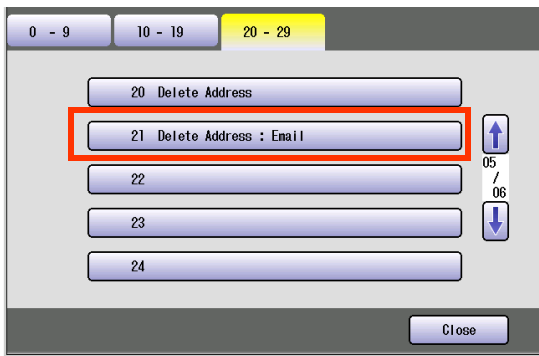 0 - 9 10 - 19 20 - 29
20 Delete Address
21 Delete Address : Email
22
23
24
05
/
06
Close